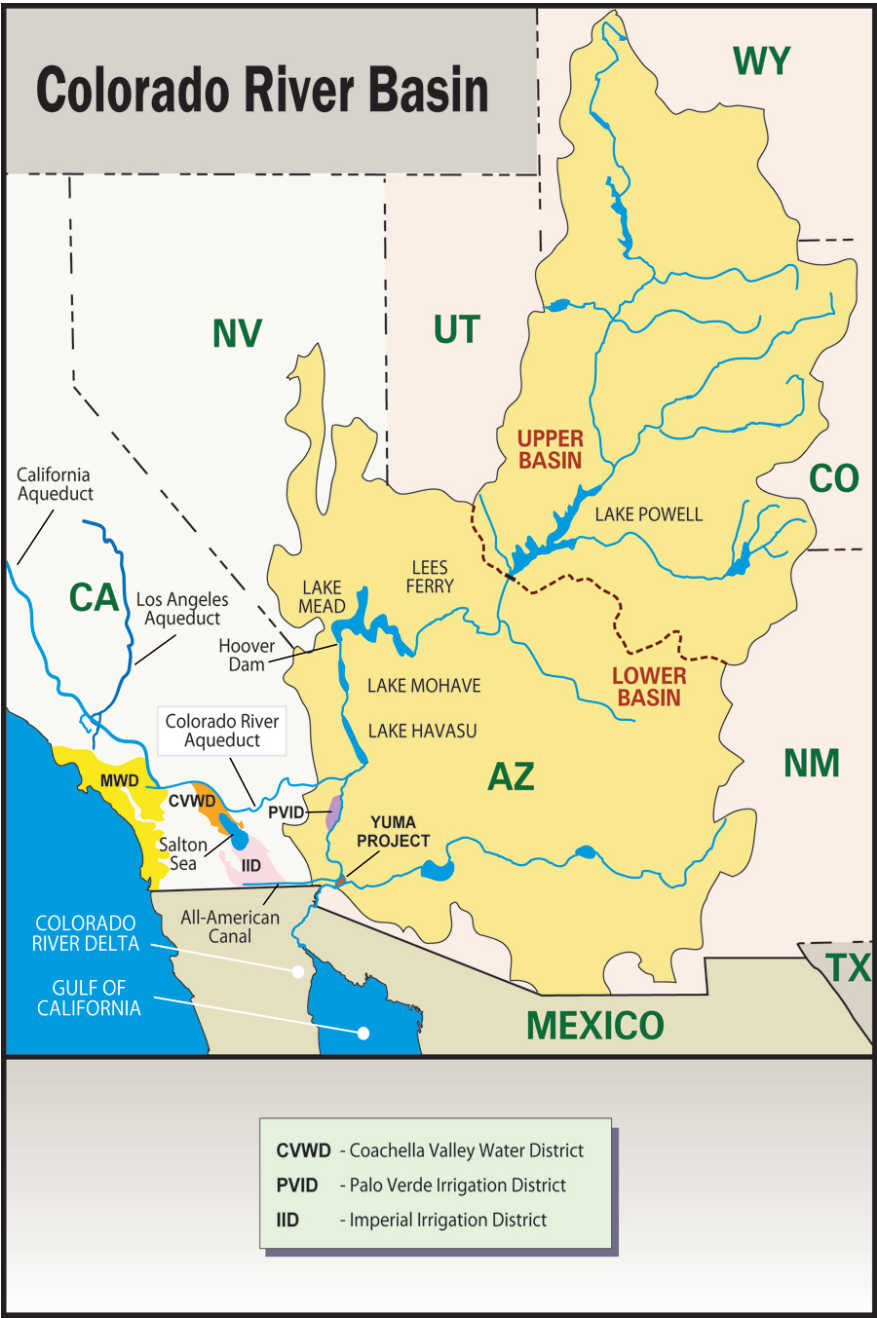 Colorado River Basin
WY
NV
UT
UPPER
BASIN
CO
California
Aqueduct
LAKE POWELL
CA
Los Angeles
Aqueduct
LAKE
MEAD
LEES
FERRY
Hoover
Dam
LOWER
BASIN
LAKE MOHAVE
Colorado River
Aqueduct
LAKE HAVASU
AZ
NM
MWD
CVWD
PVID
YUMA
PROJECT
Salton
Sea
IID
All-American
Canal
COLORADO
RIVER DELTA
TX
GULF OF
CALIFORNIA
MEXICO
CVWD - Coachella Valley Water District
PVID - Palo Verde Irrigation District
IID - Imperial Irrigation District